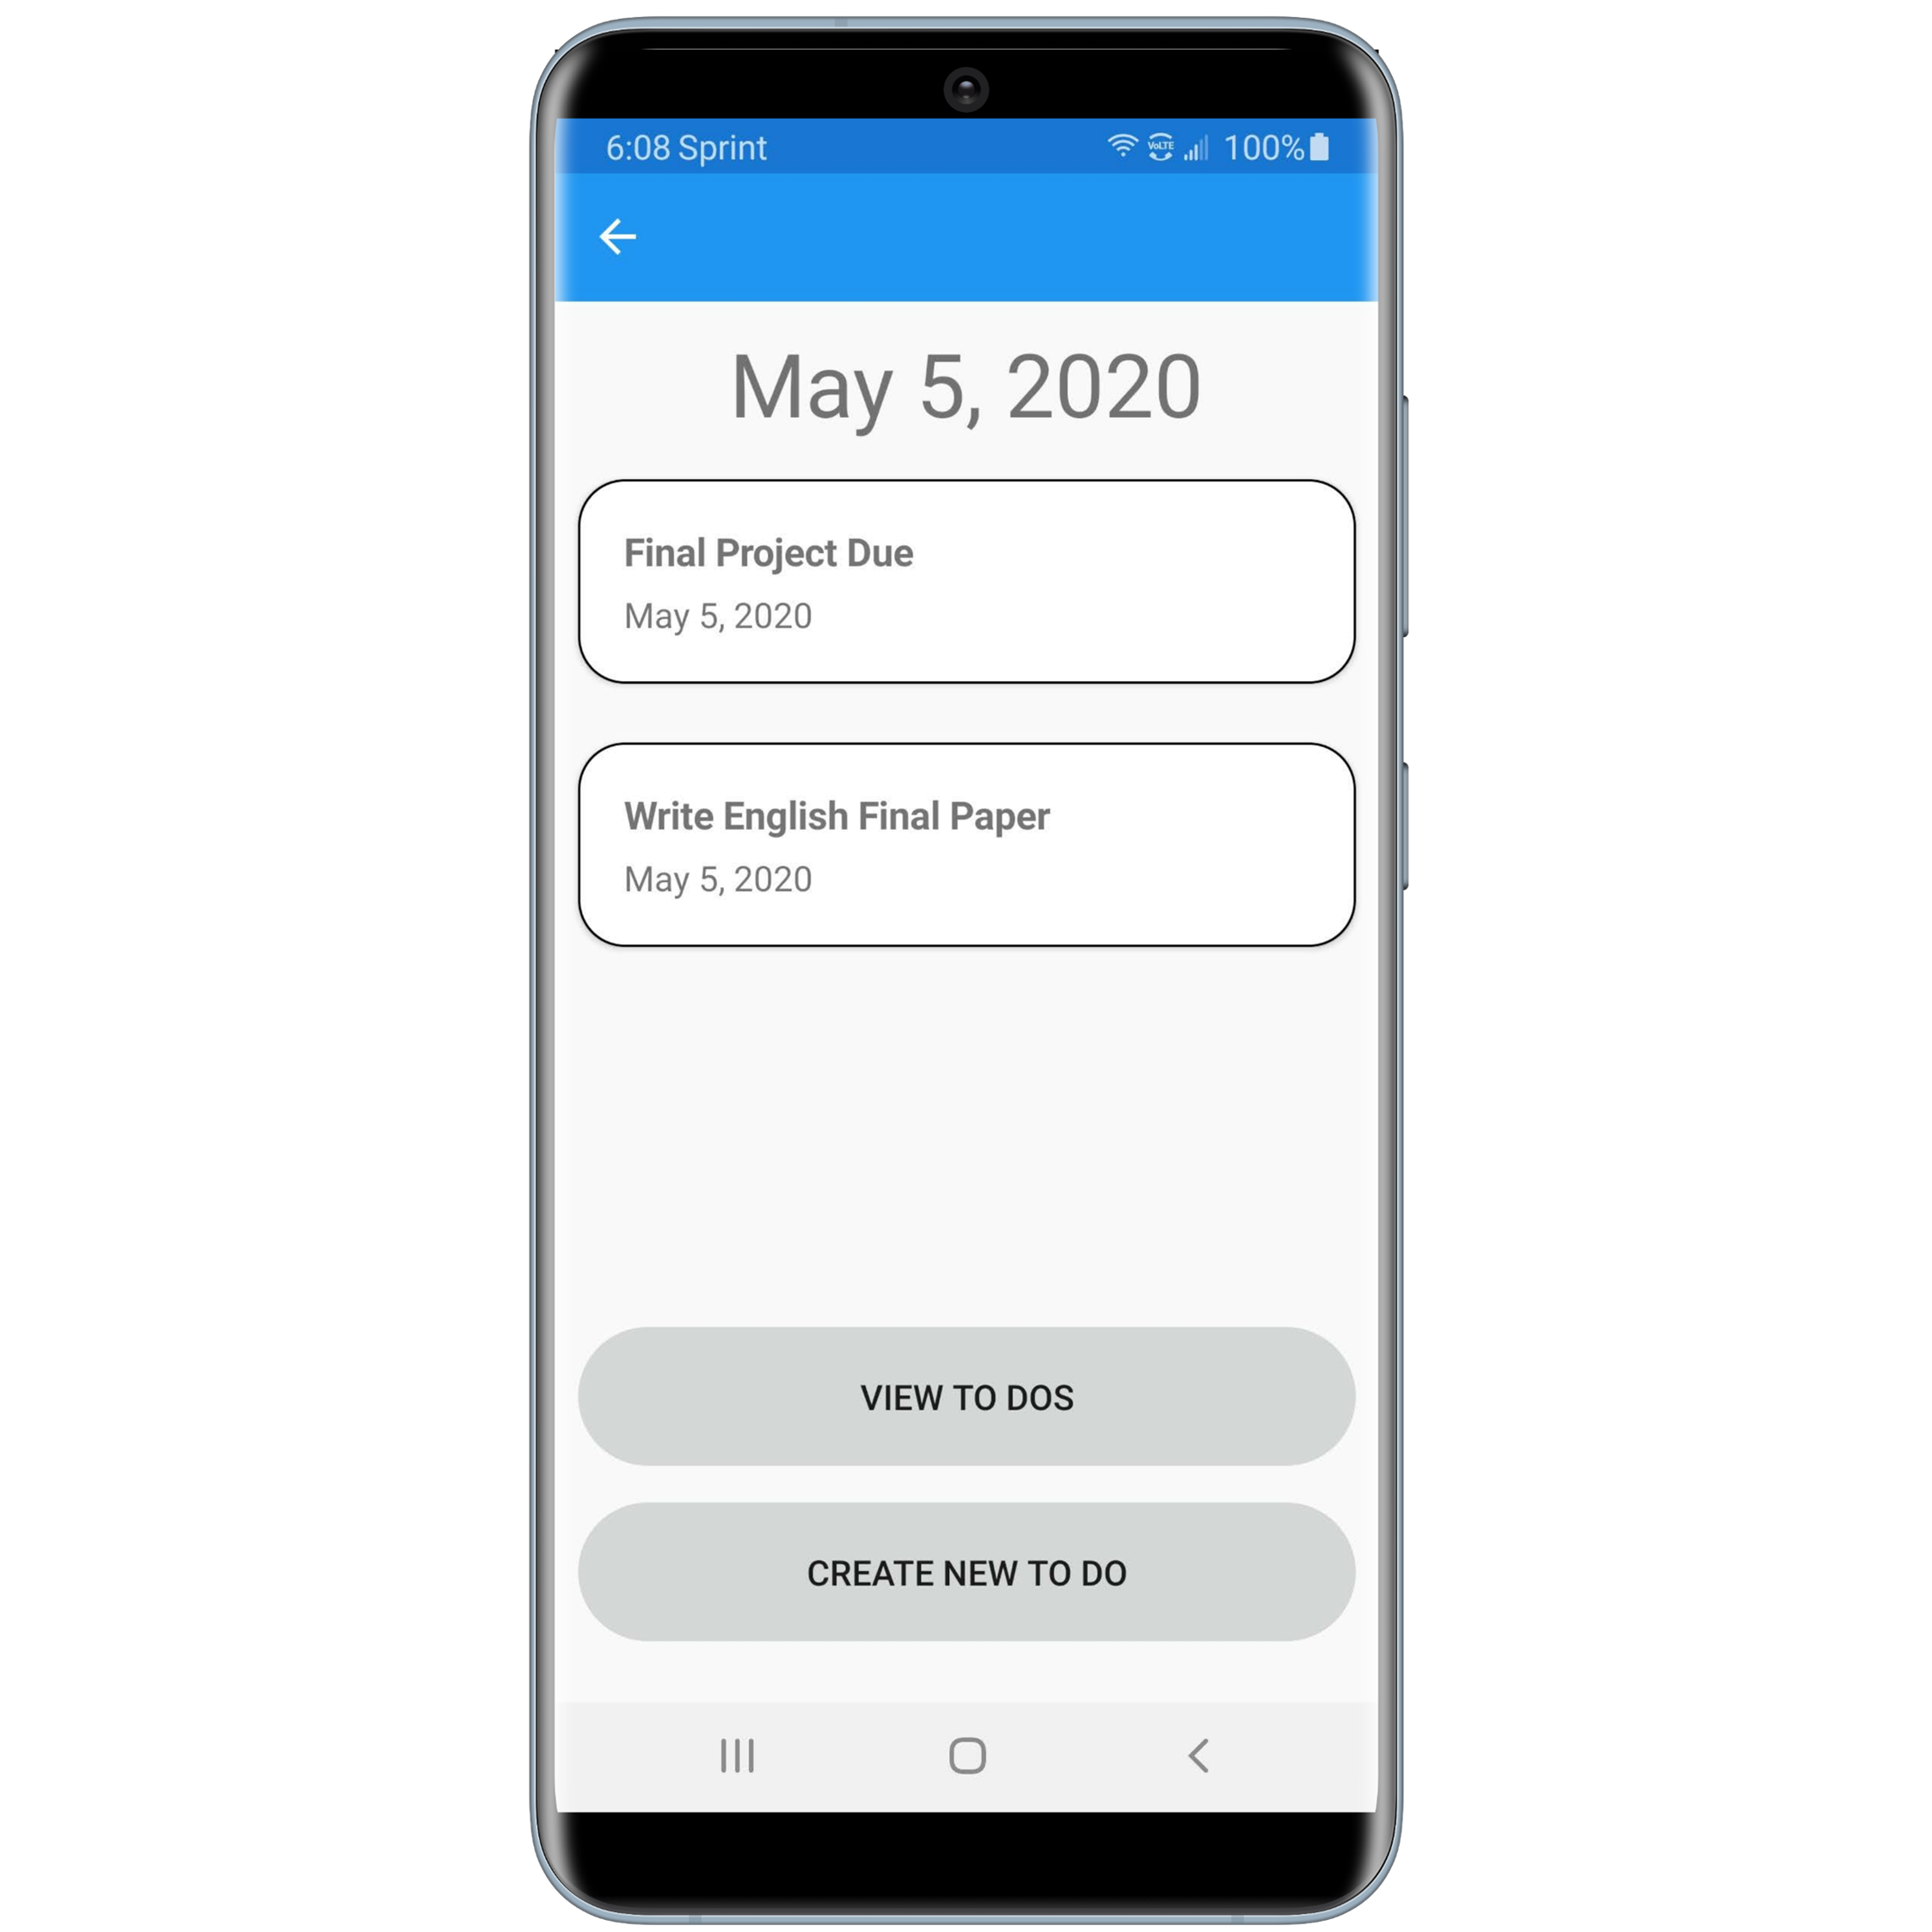 6:08 Sprint VoLTE 100%
May 5, 2020
Final Project Due
May 5, 2020
Write English Final Paper
May 5, 2020
VIEW TO DOS
CREATE NEW TO DO